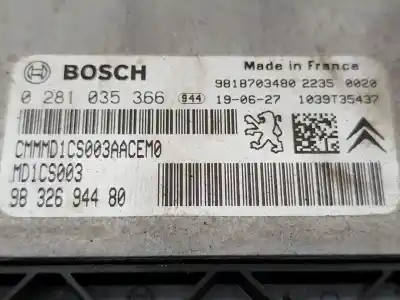 BOSCH
Made in France
9818703480 2235 0020
0 281 035 366 944 19-06-27 1039T35437
CMMMD1CS003AACEM0
MD1CS003
98 326 944 80